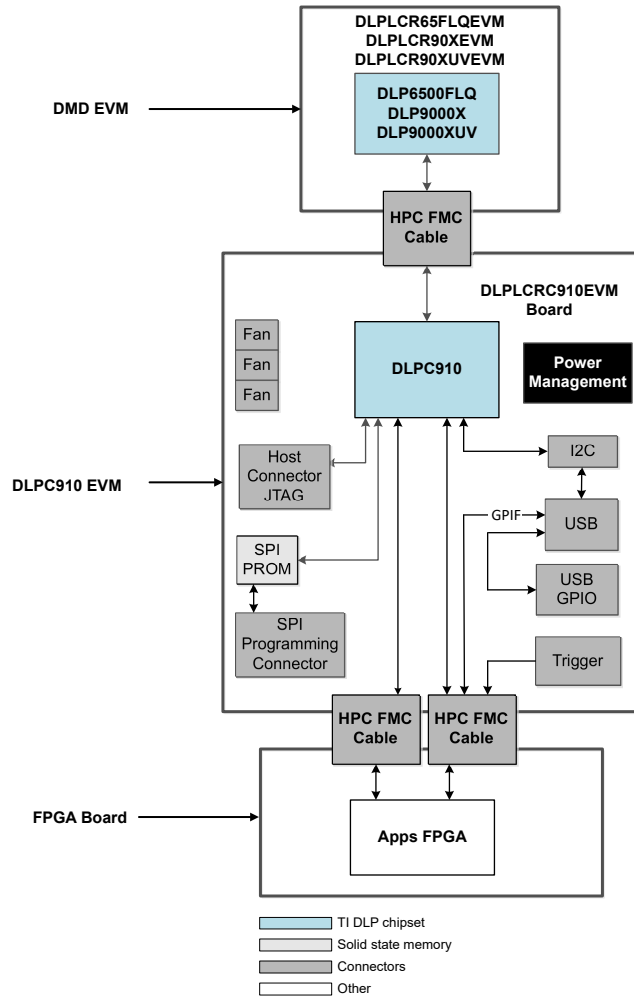 DLPLCR65FLQEVM
DLPLCR90XEVM
DLPLCR90XUVEVM
DLP6500FLQ
DLP9000X
DLP9000XUV
DMD EVM
HPC FMC
Cable
DLPLCRC910EVM
Board
Fan
Fan
Fan
DLPC910
Power
Management
Host
Connector
JTAG
I2C
DLPC910 EVM
GPIF
USB
SPI
PROM
USB
GPIO
SPI
Programming
Connector
Trigger
HPC FMC
Cable
HPC FMC
Cable
FPGA Board
Apps FPGA
TI DLP chipset
Solid state memory
Connectors
Other